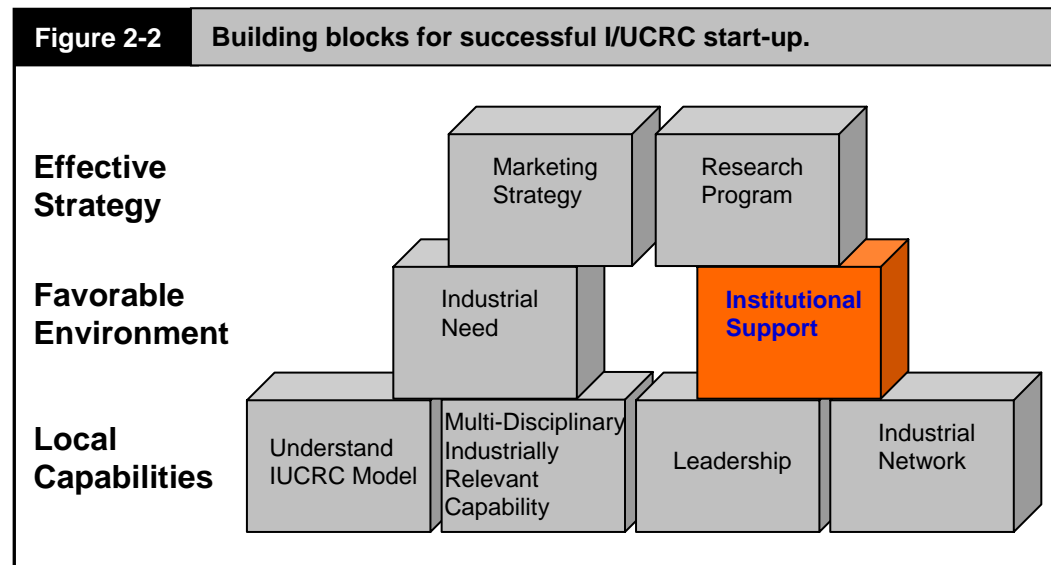 Figure 2-2 Building blocks for successful I/UCRC start-up.
Effective
Strategy
Marketing
Strategy
Research
Program
Favorable
Environment
Industrial
Need
Institutional
Support
Local
Capabilities
Understand
IUCRC Model
Multi-Disciplinary
Industrially
Relevant
Capability
Leadership
Industrial
Network